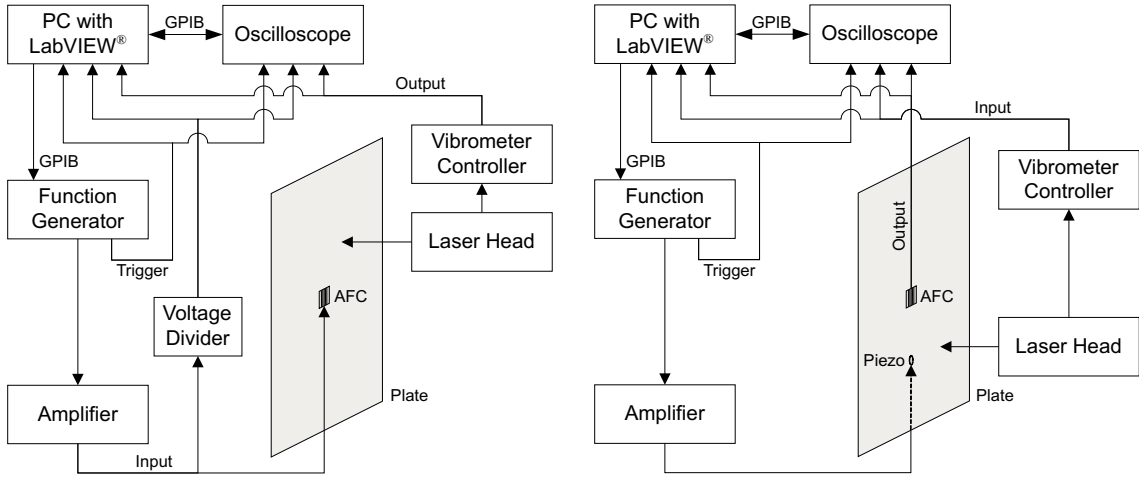 PC with
LabVIEW®
GPIB
Oscilloscope
Output
GPIB
Vibrometer
Controller
Function
Generator
Laser Head
Trigger
AFC
Voltage
Divider
Plate
Amplifier
Input
PC with
LabVIEW®
GPIB
Oscilloscope
Input
GPIB
Vibrometer
Controller
Function
Generator
Output
Trigger
AFC
Laser Head
Piezo
Plate
Amplifier